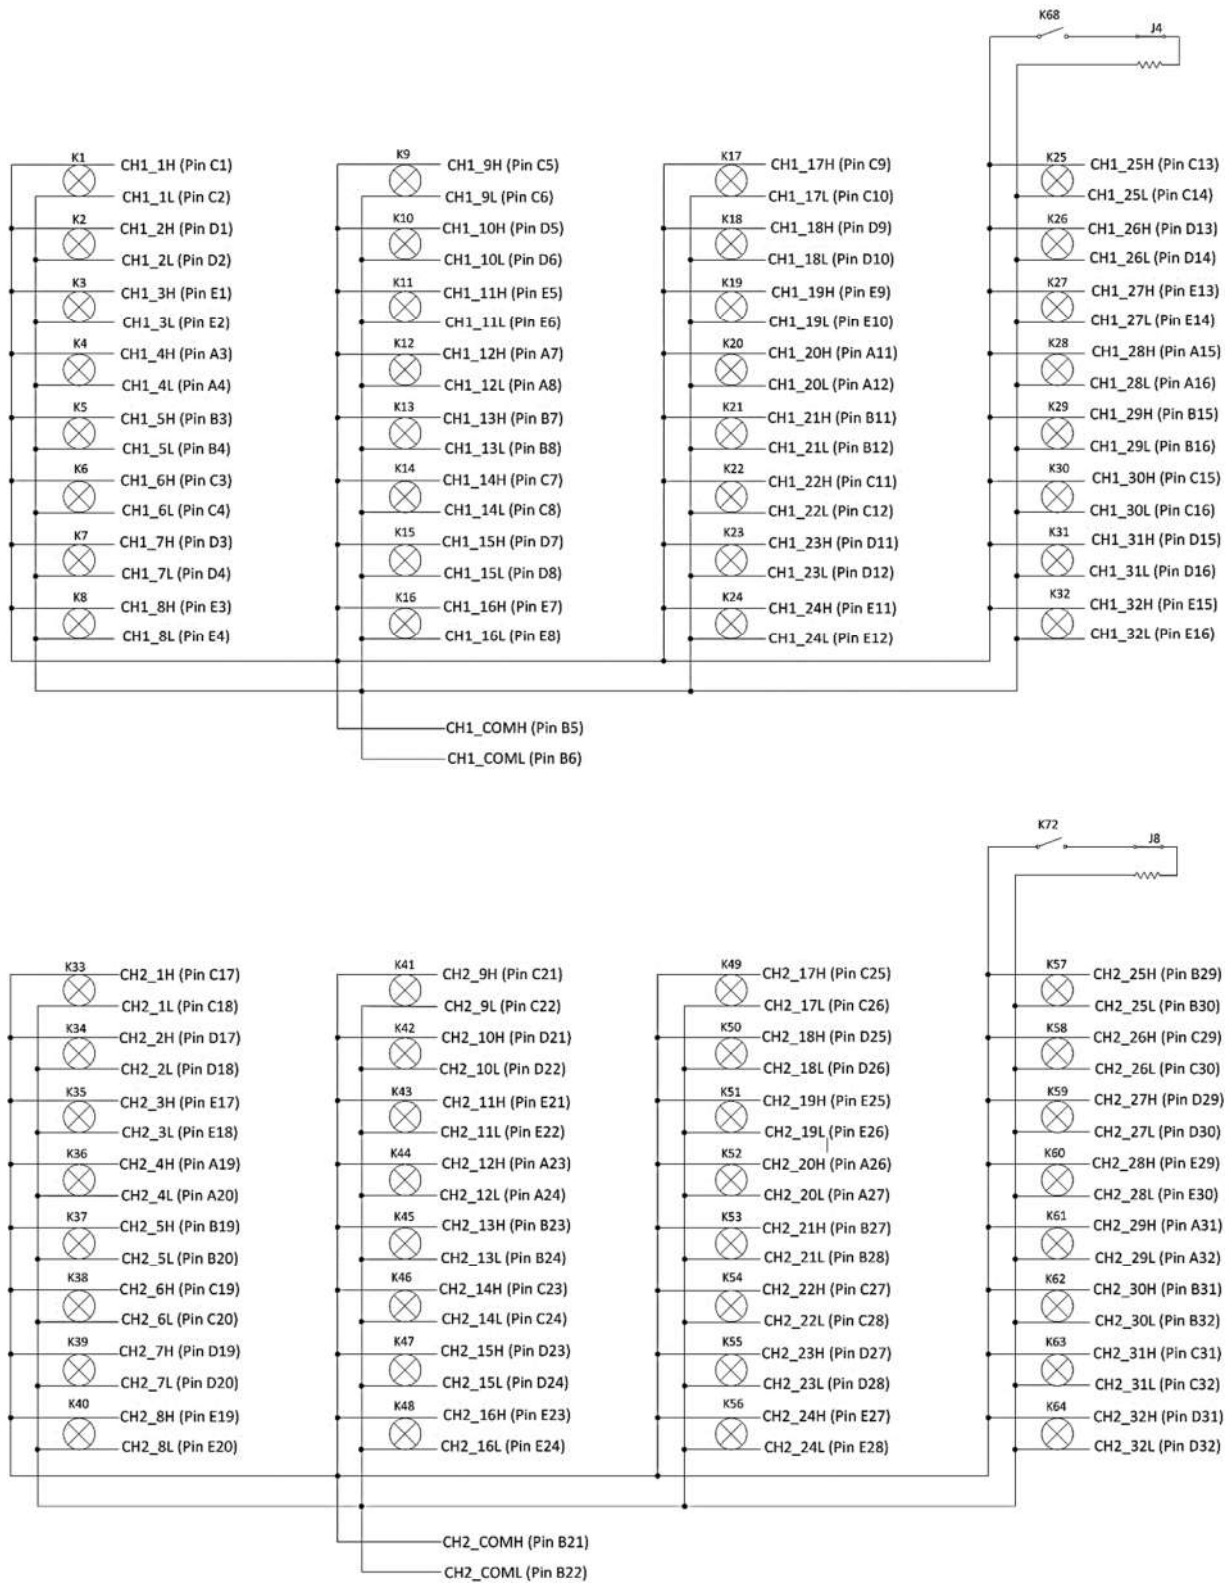 K68
J4
K1 CH1_1H (Pin C1)
CH1_1L (Pin C2)
K2 CH1_2H (Pin D1)
CH1_2L (Pin D2)
K3 CH1_3H (Pin E1)
CH1_3L (Pin E2)
K4 CH1_4H (Pin A3)
CH1_4L (Pin A4)
K5 CH1_5H (Pin B3)
CH1_5L (Pin B4)
K6 CH1_6H (Pin C3)
CH1_6L (Pin C4)
K7 CH1_7H (Pin D3)
CH1_7L (Pin D4)
K8 CH1_8H (Pin E3)
CH1_8L (Pin E4)
K9 CH1_9H (Pin C5)
CH1_9L (Pin C6)
K10 CH1_10H (Pin D5)
CH1_10L (Pin D6)
K11 CH1_11H (Pin E5)
CH1_11L (Pin E6)
K12 CH1_12H (Pin A7)
CH1_12L (Pin A8)
K13 CH1_13H (Pin B7)
CH1_13L (Pin B8)
K14 CH1_14H (Pin C7)
CH1_14L (Pin C8)
K15 CH1_15H (Pin D7)
CH1_15L (Pin D8)
K16 CH1_16H (Pin E7)
CH1_16L (Pin E8)
K17 CH1_17H (Pin C9)
CH1_17L (Pin C10)
K18 CH1_18H (Pin D9)
CH1_18L (Pin D10)
K19 CH1_19H (Pin E9)
CH1_19L (Pin E10)
K20 CH1_20H (Pin A11)
CH1_20L (Pin A12)
K21 CH1_21H (Pin B11)
CH1_21L (Pin B12)
K22 CH1_22H (Pin C11)
CH1_22L (Pin C12)
K23 CH1_23H (Pin D11)
CH1_23L (Pin D12)
K24 CH1_24H (Pin E11)
CH1_24L (Pin E12)
K25 CH1_25H (Pin C13)
CH1_25L (Pin C14)
K26 CH1_26H (Pin D13)
CH1_26L (Pin D14)
K27 CH1_27H (Pin E13)
CH1_27L (Pin E14)
K28 CH1_28H (Pin A15)
CH1_28L (Pin A16)
K29 CH1_29H (Pin B15)
CH1_29L (Pin B16)
K30 CH1_30H (Pin C15)
CH1_30L (Pin C16)
K31 CH1_31H (Pin D15)
CH1_31L (Pin D16)
K32 CH1_32H (Pin E15)
CH1_32L (Pin E16)
CH1_COMH (Pin B5)
CH1_COML (Pin B6)
K72
J8
K33 CH2_1H (Pin C17)
CH2_1L (Pin C18)
K34 CH2_2H (Pin D17)
CH2_2L (Pin D18)
K35 CH2_3H (Pin E17)
CH2_3L (Pin E18)
K36 CH2_4H (Pin A19)
CH2_4L (Pin A20)
K37 CH2_5H (Pin B19)
CH2_5L (Pin B20)
K38 CH2_6H (Pin C19)
CH2_6L (Pin C20)
K39 CH2_7H (Pin D19)
CH2_7L (Pin D20)
K40 CH2_8H (Pin E19)
CH2_8L (Pin E20)
K41 CH2_9H (Pin C21)
CH2_9L (Pin C22)
K42 CH2_10H (Pin D21)
CH2_10L (Pin D22)
K43 CH2_11H (Pin E21)
CH2_11L (Pin E22)
K44 CH2_12H (Pin A23)
CH2_12L (Pin A24)
K45 CH2_13H (Pin B23)
CH2_13L (Pin B24)
K46 CH2_14H (Pin C23)
CH2_14L (Pin C24)
K47 CH2_15H (Pin D23)
CH2_15L (Pin D24)
K48 CH2_16H (Pin E23)
CH2_16L (Pin E24)
K49 CH2_17H (Pin C25)
CH2_17L (Pin C26)
K50 CH2_18H (Pin D25)
CH2_18L (Pin D26)
K51 CH2_19H (Pin E25)
CH2_19L (Pin E26)
K52 CH2_20H (Pin A26)
CH2_20L (Pin A27)
K53 CH2_21H (Pin B27)
CH2_21L (Pin B28)
K54 CH2_22H (Pin C27)
CH2_22L (Pin C28)
K55 CH2_23H (Pin D27)
CH2_23L (Pin D28)
K56 CH2_24H (Pin E27)
CH2_24L (Pin E28)
K57 CH2_25H (Pin B29)
CH2_25L (Pin B30)
K58 CH2_26H (Pin C29)
CH2_26L (Pin C30)
K59 CH2_27H (Pin D29)
CH2_27L (Pin D30)
K60 CH2_28H (Pin E29)
CH2_28L (Pin E30)
K61 CH2_29H (Pin A31)
CH2_29L (Pin A32)
K62 CH2_30H (Pin B31)
CH2_30L (Pin B32)
K63 CH2_31H (Pin C31)
CH2_31L (Pin C32)
K64 CH2_32H (Pin D31)
CH2_32L (Pin D32)
CH2_COMH (Pin B21)
CH2_COML (Pin B22)